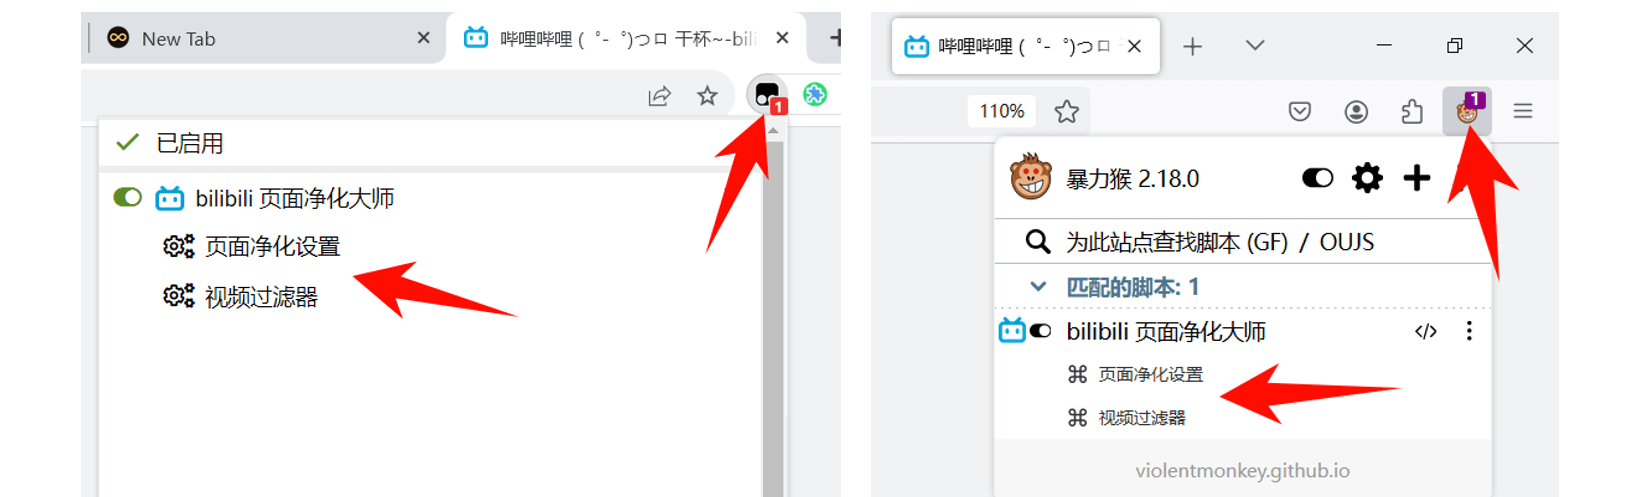 New Tab
哔哩哔哩 ( ゜- ゜)つロ 干杯~-bili
1
已启用
bilibili 页面净化大师
页面净化设置
视频过滤器
哔哩哔哩 ( ゜- ゜)つロ
110%
1
暴力猴 2.18.0
为此站点查找脚本 (GF) / OUJS
匹配的脚本: 1
bilibili 页面净化大师
页面净化设置
视频过滤器
violentmonkey.github.io